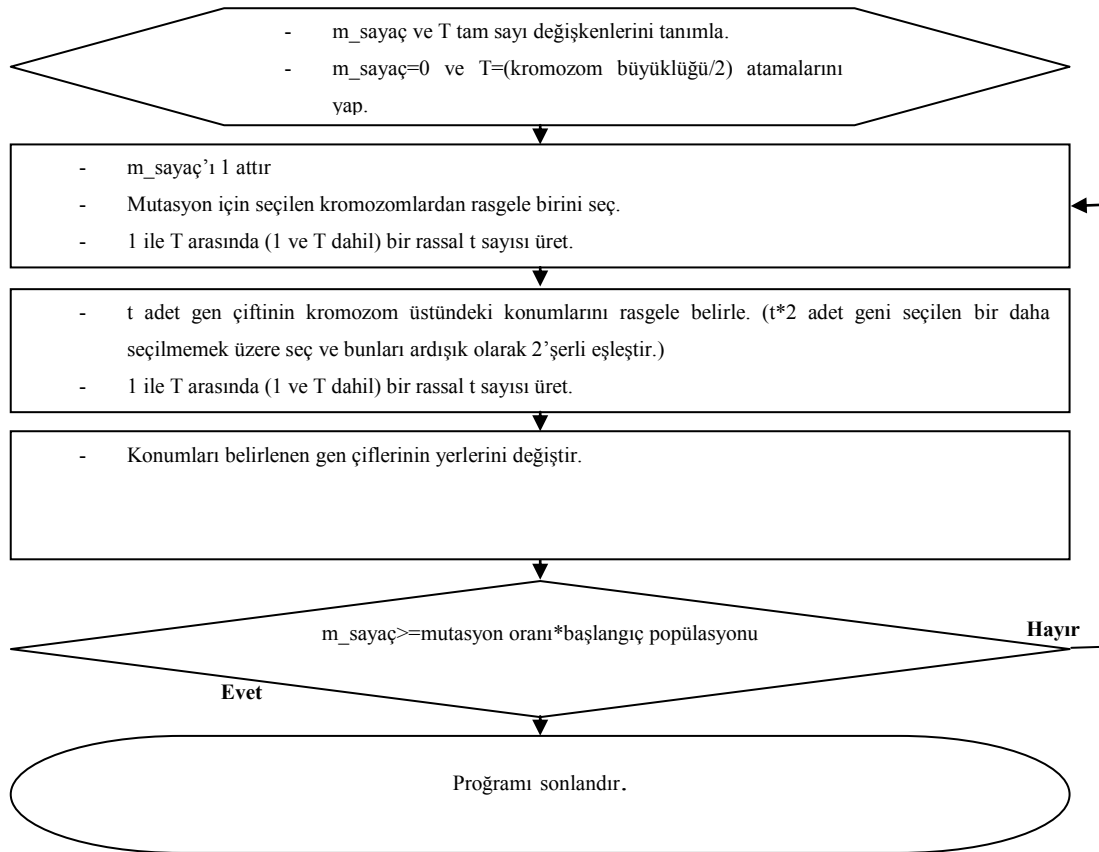 - m_sayaç ve T tam sayı değişkenlerini tanımla.
- m_sayaç=0 ve T=(kromozom büyüklüğü/2) atamalarını
yap.
- m_sayaç’ı 1 attır
- Mutasyon için seçilen kromozomlardan rasgele birini seç.
- 1 ile T arasında (1 ve T dahil) bir rassal t sayısı üret.
- t adet gen çiftinin kromozom üstündeki konumlarını rasgele belirle. (t*2 adet geni seçilen bir daha
seçilmemek üzere seç ve bunları ardışık olarak 2’şerli eşleştir.)
- 1 ile T arasında (1 ve T dahil) bir rassal t sayısı üret.
- Konumları belirlenen gen çiflerinin yerlerini değiştir.
m_sayaç>=mutasyon oranı*başlangıç popülasyonu
Hayır
Evet
Proğramı sonlandır.